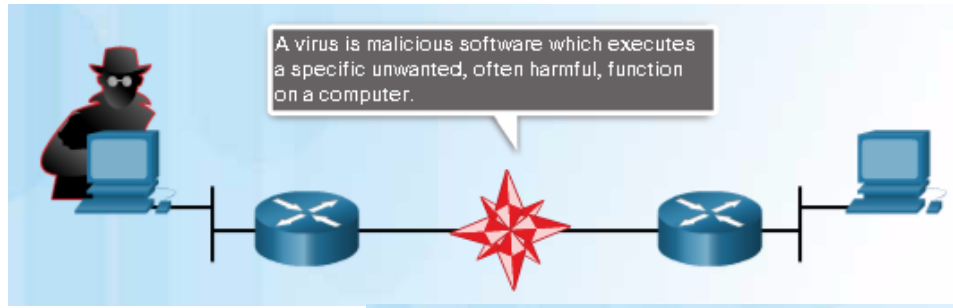 A virus is malicious software which executes
a specific unwanted, often harmful, function
on a computer.